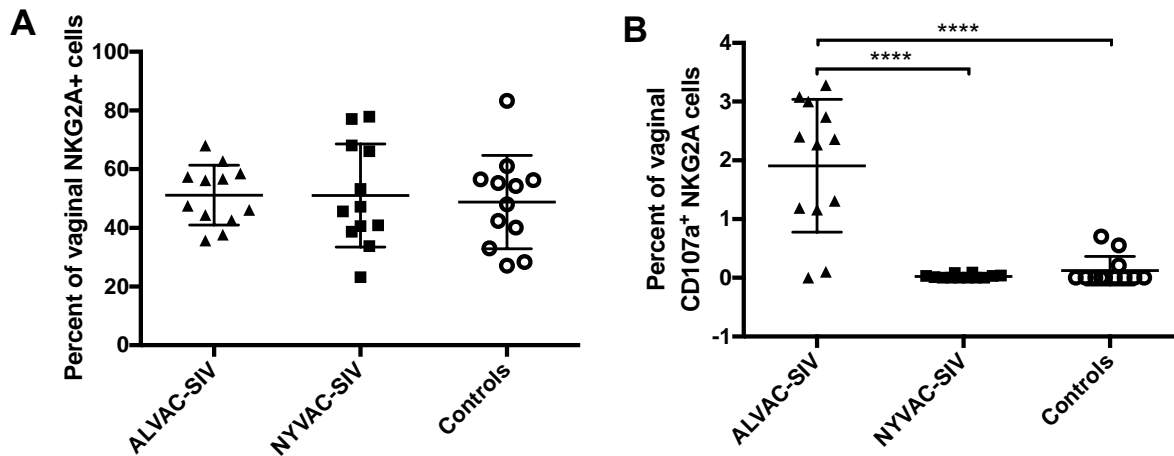 A
Percent of vaginal NKG2A+ cells
100
80
60
40
20
0
ALVAC-SIV
NYVAC-SIV
Controls
B
Percent of vaginal
CD107a⁺ NKG2A cells
4
3
2
1
0
-1
****
****
ALVAC-SIV
NYVAC-SIV
Controls